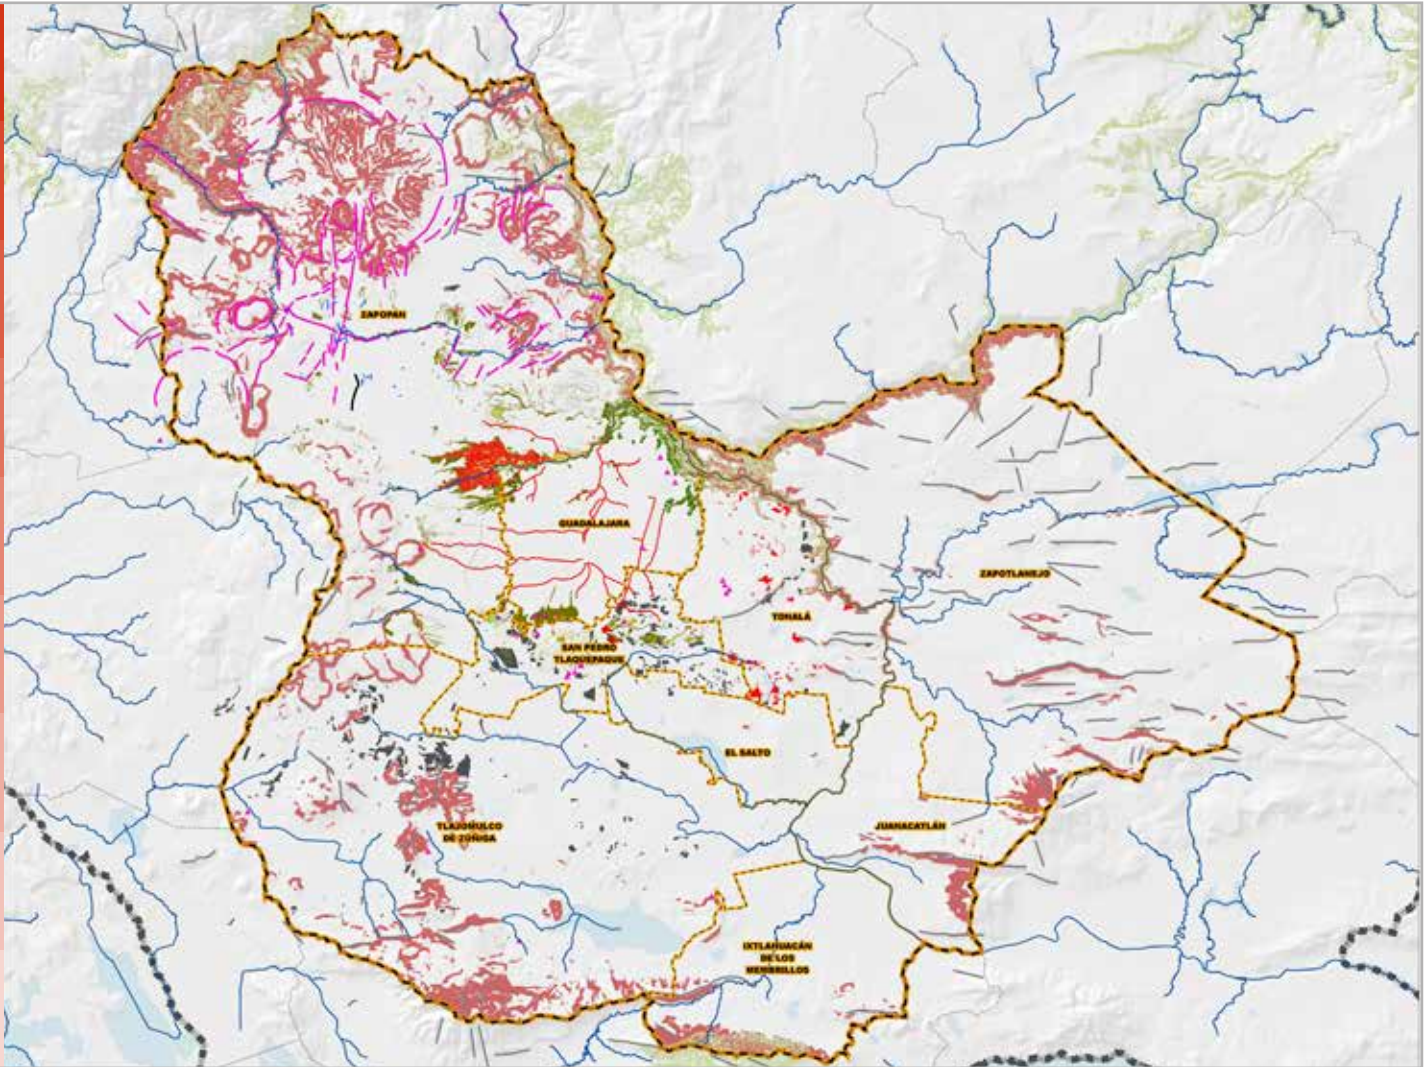 ZAPOPAN
GUADALAJARA
ZAPOTLANEJO
TONALÁ
SAN PEDRO
TLAQUEPAQUE
EL SALTO
TLAJOMULCO
DE ZÚÑIGA
JUANACATLÁN
IXTLAHUACÁN
DE LOS
MEMBRILLOS